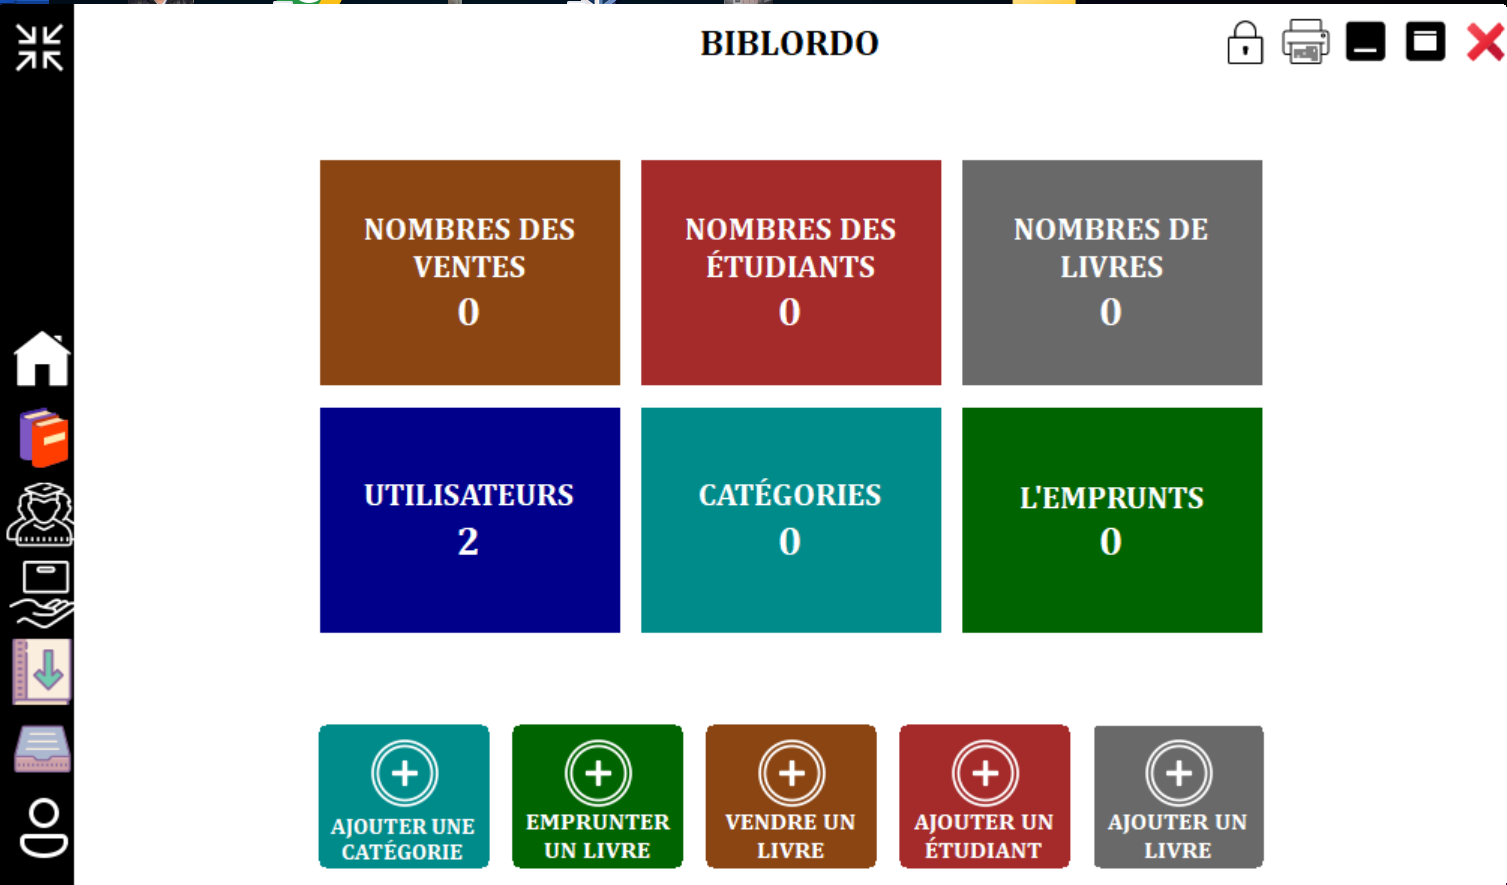 BIBLORDO
NOMBRES DES
VENTES
0
NOMBRES DES
ÉTUDIANTS
0
NOMBRES DE
LIVRES
0
UTILISATEURS
2
CATÉGORIES
0
L'EMPRUNTS
0
AJOUTER UNE
CATÉGORIE
EMPRUNTER
UN LIVRE
VENDRE UN
LIVRE
AJOUTER UN
ÉTUDIANT
AJOUTER UN
LIVRE